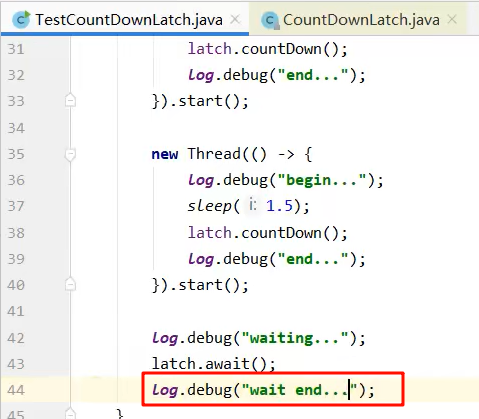 TestCountDownLatch.java × CountDownLatch.java ×
31 latch.countDown();
32 log.debug("end...");
33 }).start();
34
35 new Thread(() -> {
36 log.debug("begin...");
37 sleep( i: 1.5);
38 latch.countDown();
39 log.debug("end...");
40 }).start();
41
42 log.debug("waiting...");
43 latch.await();
44 log.debug("wait end...");
45 }